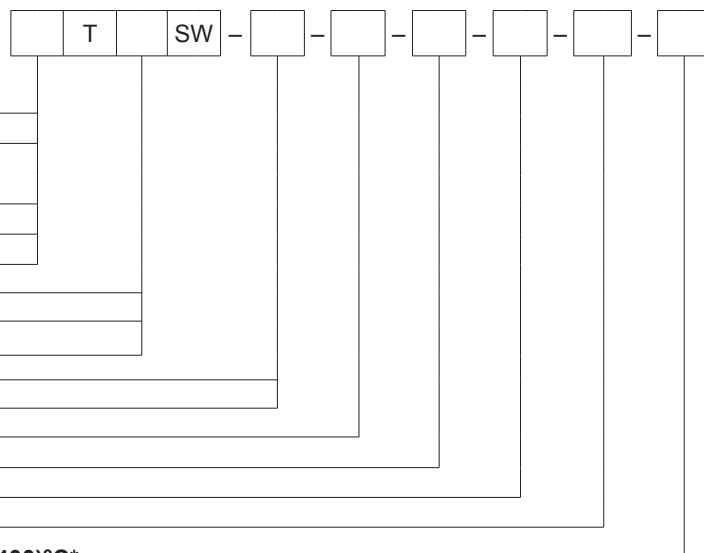 T SW – – – – – –